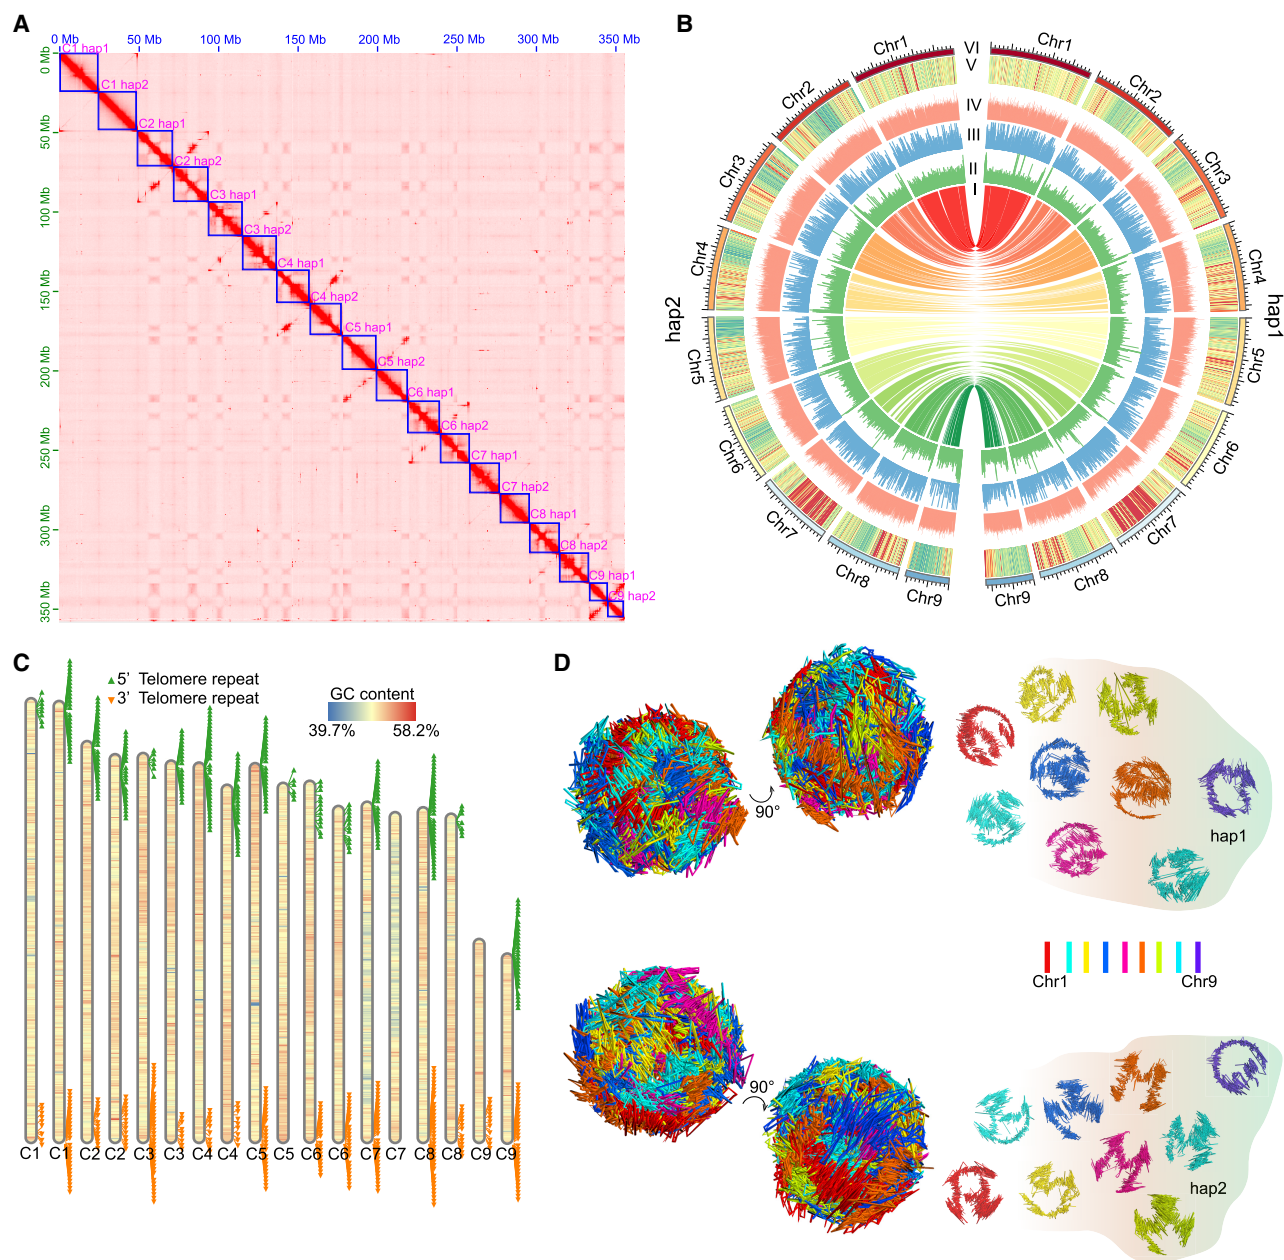 A
0 Mb
50 Mb
100 Mb
150 Mb
200 Mb
250 Mb
300 Mb
350 Mb
0 Mb
50 Mb
100 Mb
150 Mb
200 Mb
250 Mb
300 Mb
350 Mb
C1 hap1
C1 hap2
C2 hap1
C2 hap2
C3 hap1
C3 hap2
C4 hap1
C4 hap2
C5 hap1
C5 hap2
C6 hap1
C6 hap2
C7 hap1
C7 hap2
C8 hap1
C8 hap2
C9 hap1
C9 hap2
B
VI
V
IV
III
II
I
Chr1
Chr2
Chr3
Chr4
Chr5
Chr6
Chr7
Chr8
Chr9
hap2
Chr1
Chr2
Chr3
Chr4
Chr5
Chr6
Chr7
Chr8
Chr9
hap1
C
5' Telomere repeat
3' Telomere repeat
GC content
39.7% 58.2%
C1 C1 C2 C2 C3 C3 C4 C4 C5 C5 C6 C6 C7 C7 C8 C8 C9 C9
D
90°
hap1
Chr1 Chr9
90°
hap2